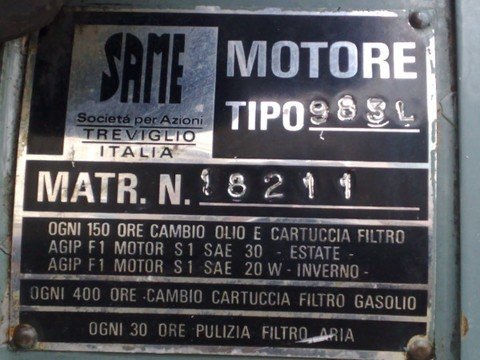 SAME
Societá per Azioni
TREVIGLIO
ITALIA
MOTORE
TIPO 983L
MATR. N. 18211
OGNI 150 ORE CAMBIO OLIO E CARTUCCIA FILTRO
AGIP F1 MOTOR S1 SAE 30 - ESTATE -
AGIP F1 MOTOR S1 SAE 20 W - INVERNO -
OGNI 400 ORE CAMBIO CARTUCCIA FILTRO GASOLIO
OGNI 30 ORE PULIZIA FILTRO ARIA